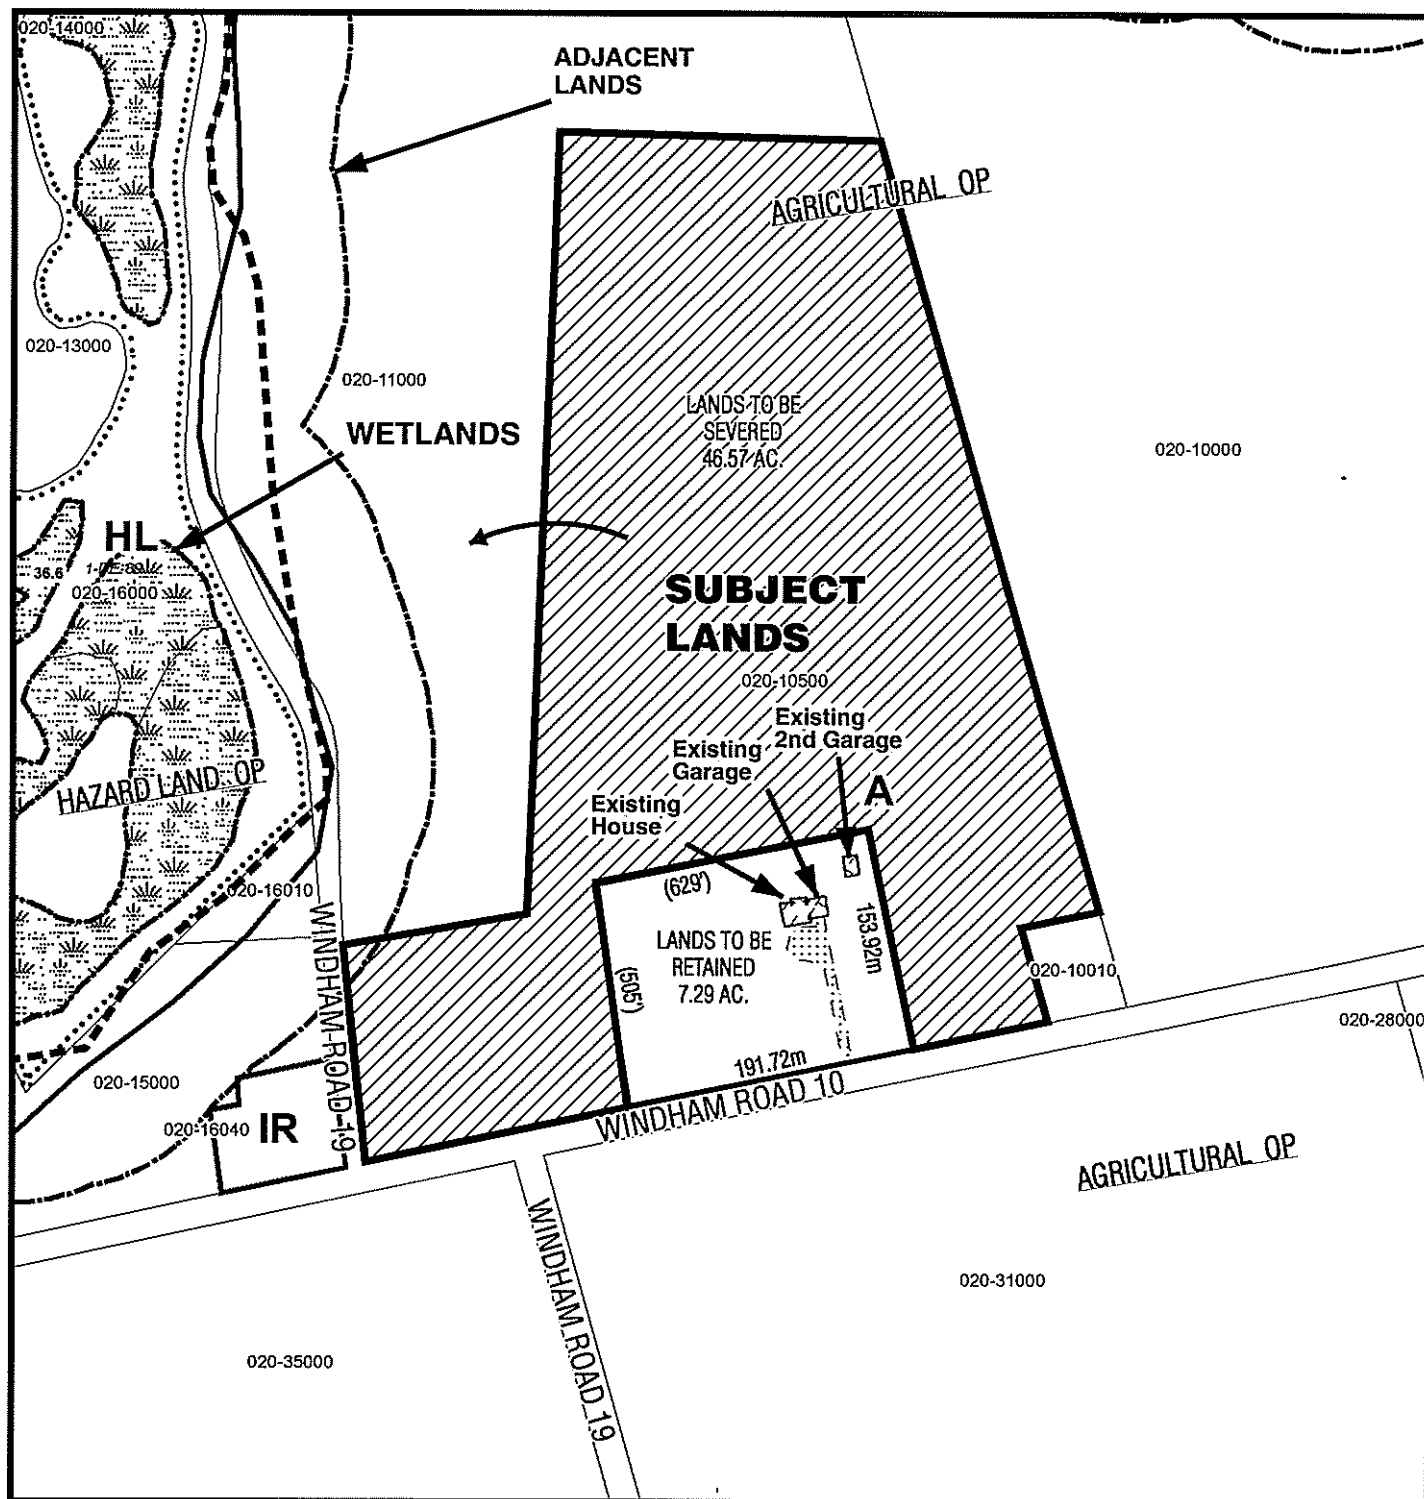 020-14000
ADJACENT
LANDS
AGRICULTURAL OP
020-13000
020-11000
LANDS TO BE
SEVERED
46.57 AC.
WETLANDS
020-10000
HL
36.6
020-16000
SUBJECT
LANDS
020-10500
Existing
2nd Garage
Existing
Garage
A
HAZARD LAND OP
Existing
House
(629')
020-16010
WINDHAM ROAD 19
153.92m
LANDS TO BE
RETAINED
7.29 AC.
(505')
020-10010
020-28000
191.72m
020-15000
WINDHAM ROAD 10
020-16040
IR
AGRICULTURAL OP
WINDHAM ROAD 19
020-31000
020-35000